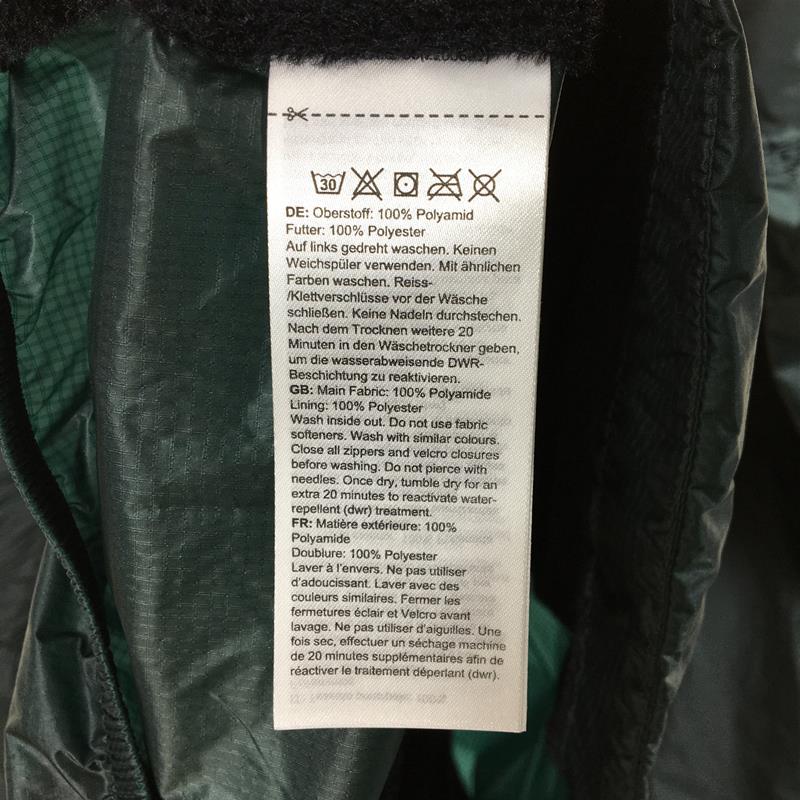 30
DE: Oberstoff: 100% Polyamid
Futter: 100% Polyester
Auf links gedreht waschen. Keinen
Weichspüler verwenden. Mit ähnlichen
Farben waschen. Reiss-
/Klettverschlüsse vor der Wäsche
schließen. Keine Nadeln durchstechen.
Nach dem Trocknen weitere 20
Minuten in den Wäschetrockner geben,
um die wasserabweisende DWR-
Beschichtung zu reaktivieren.
GB: Main Fabric: 100% Polyamide
Lining: 100% Polyester
Wash inside out. Do not use fabric
softeners. Wash with similar colours.
Close all zippers and velcro closures
before washing. Do not pierce with
needles. Once dry, tumble dry for an
extra 20 minutes to reactivate water-
repellent (dwr) treatment.
FR: Matière extérieure: 100%
Polyamide
Doublure: 100% Polyester
Laver à l'envers. Ne pas utiliser
d'adoucissant. Laver avec des
couleurs similaires. Fermer les
fermetures éclair et Velcro avant
lavage. Ne pas utiliser d'aiguilles. Une
fois sec, effectuer un séchage machine
de 20 minutes supplémentaires afin de
réactiver le traitement déperlant (dwr).